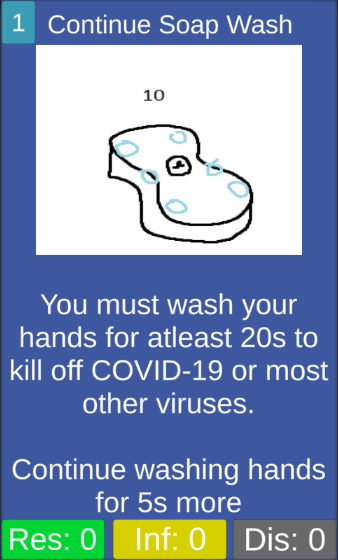 1 Continue Soap Wash
10
You must wash your
hands for atleast 20s to
kill off COVID-19 or most
other viruses.
Continue washing hands
for 5s more
Res: 0 Inf: 0 Dis: 0